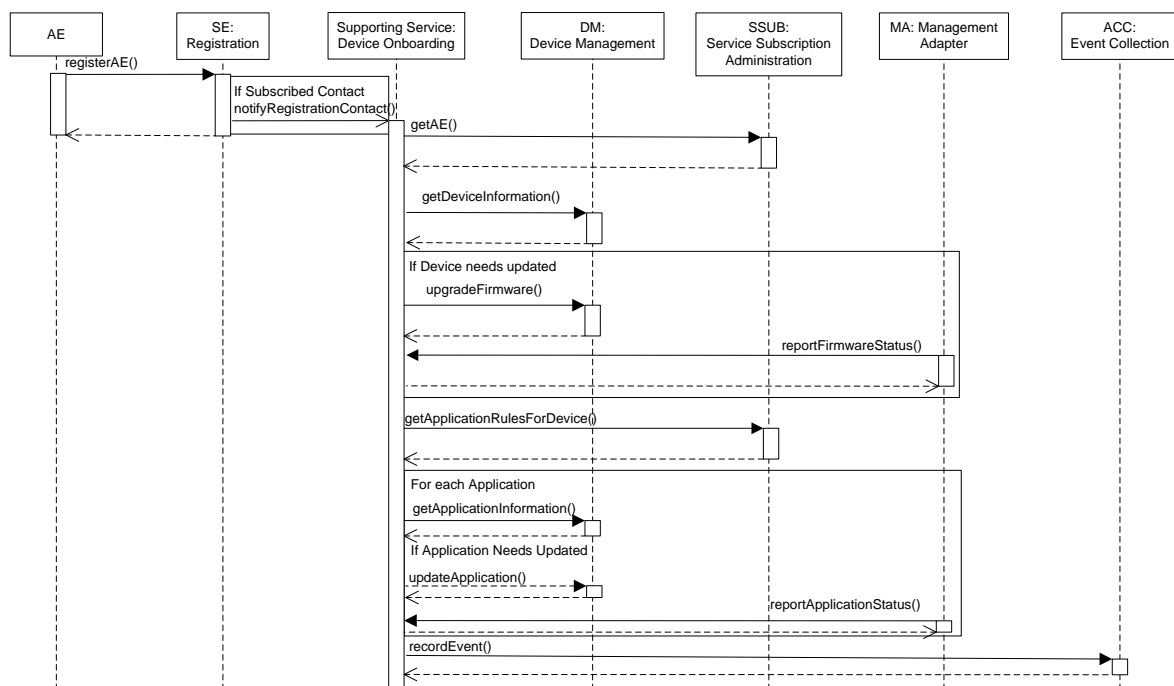 AE
SE:
Registration
Supporting Service:
Device Onboarding
DM:
Device Management
SSUB:
Service Subscription
Administration
MA: Management
Adapter
ACC:
Event Collection
registerAE()
If Subscribed Contact
notifyRegistrationContact()
getAE()
getDeviceInformation()
If Device needs updated
upgradeFirmware()
reportFirmwareStatus()
getApplicationRulesForDevice()
For each Application
getApplicationInformation()
If Application Needs Updated
updateApplication()
reportApplicationStatus()
recordEvent()